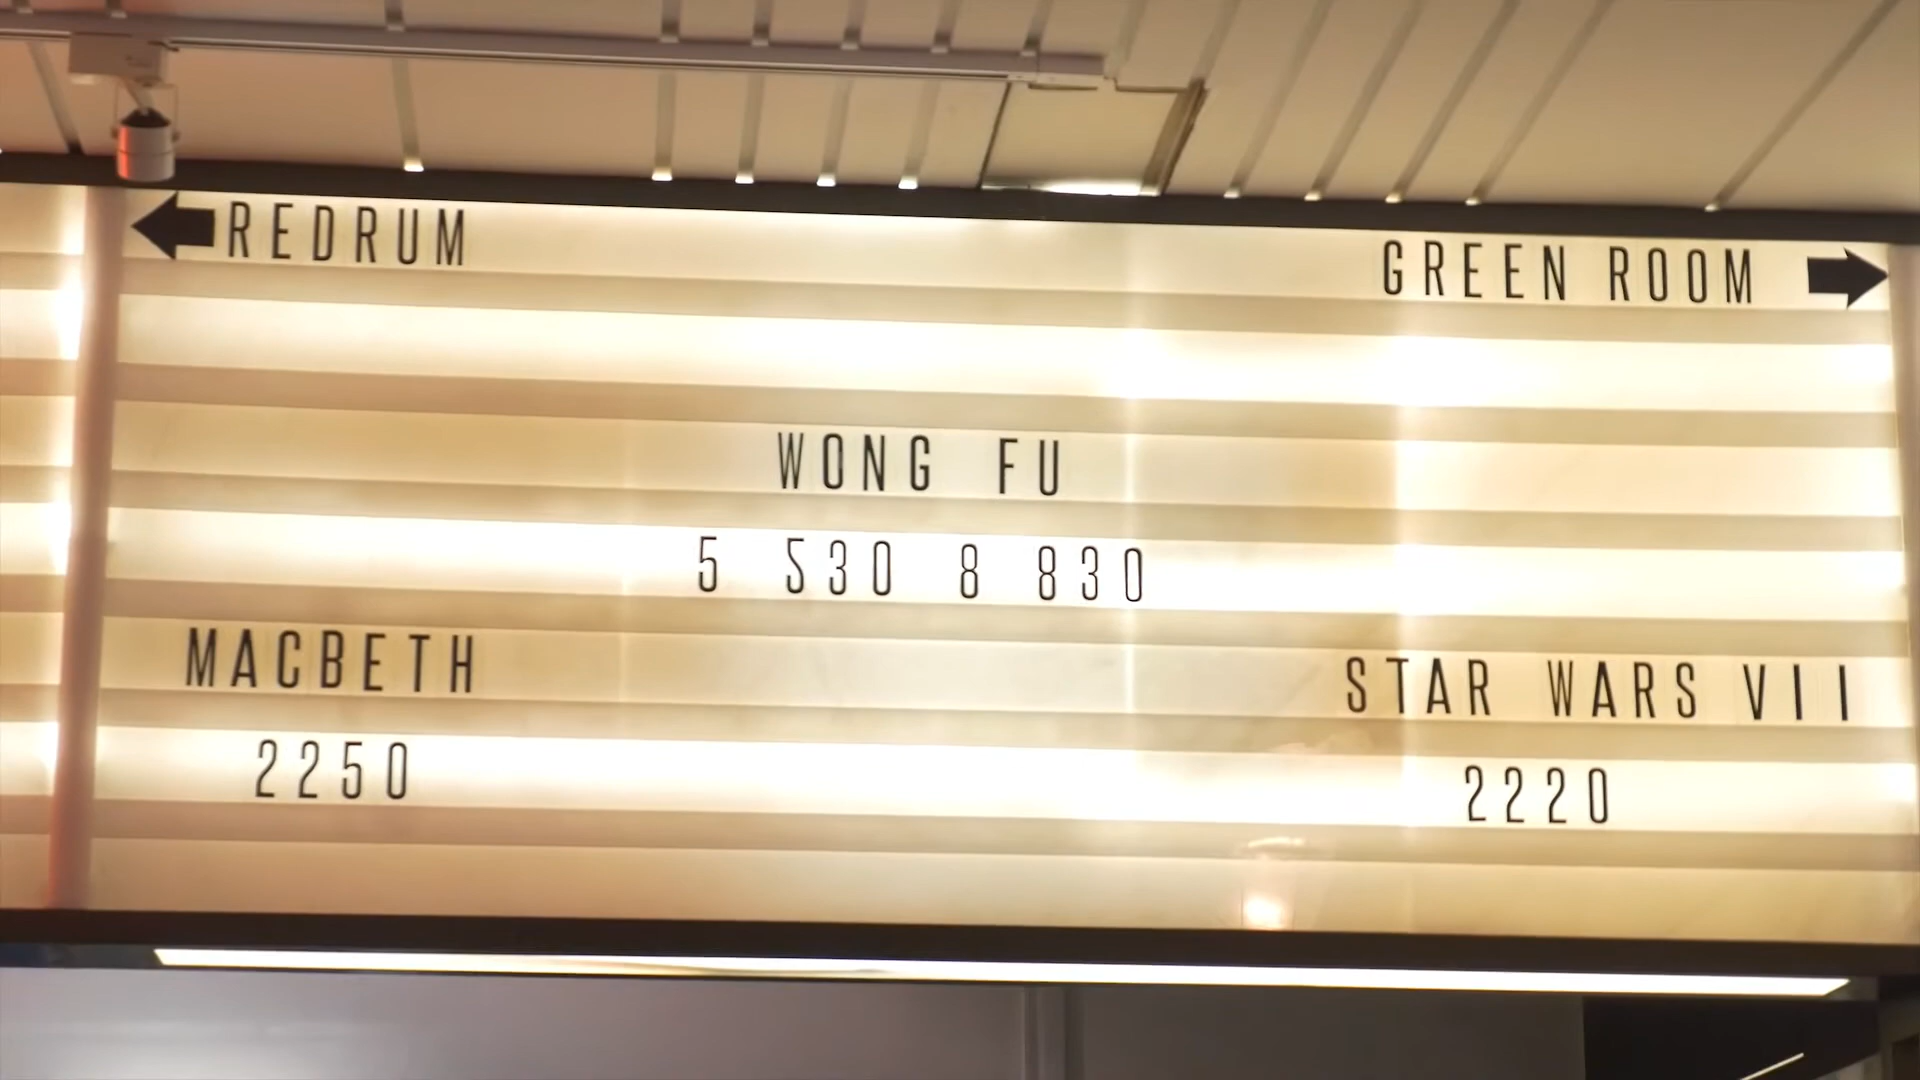 REDRUM
GREEN ROOM
WONG FU
5 530 8 830
MACBETH
STAR WARS VII
2250
2220